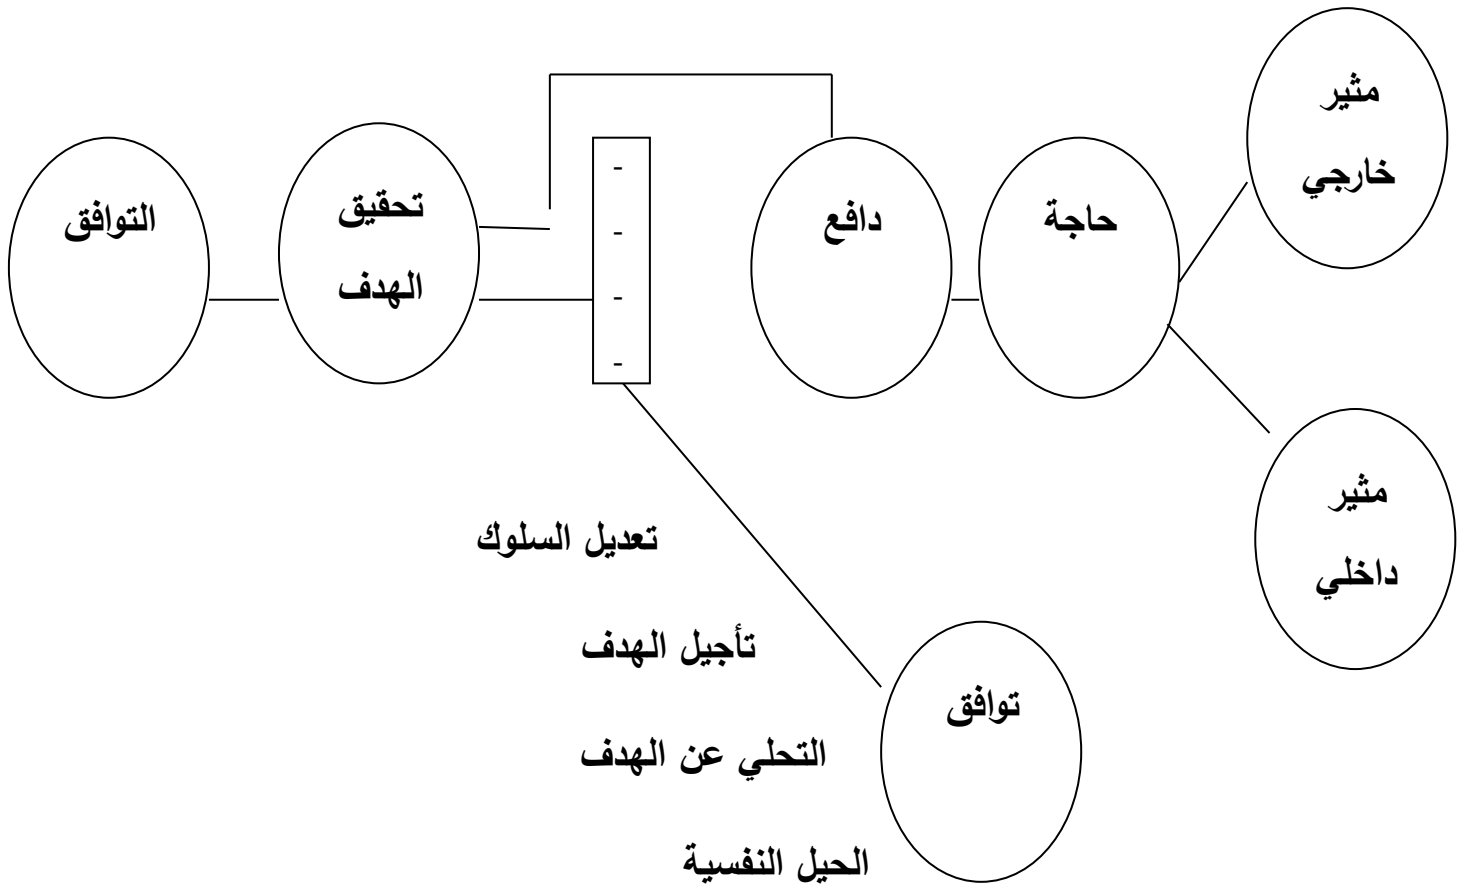 مثير
خارجي
حاجة
دافع
-
-
-
-
تحقيق
الهدف
التوافق
مثير
داخلي
تعديل السلوك
تأجيل الهدف
توافق
التحلي عن الهدف
الحيل النفسية